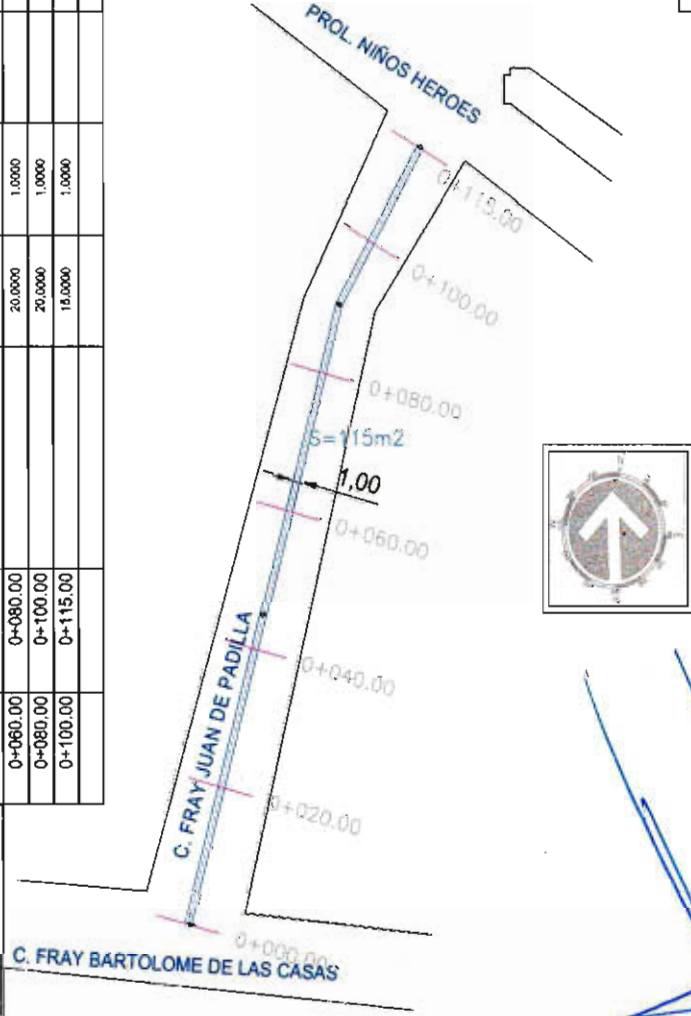 PROL. NIÑOS HEROES
0+115.00
0+100.00
0+080.00
S=115m2
1,00
0+060.00
0+040.00
0+020.00
0+000.00
C. FRAY JUAN DE PADILLA
C. FRAY BARTOLOME DE LAS CASAS
0+060.00 0+080.00 20.0000 1.0000
0+080.00 0+100.00 20.0000 1.0000
0+100.00 0+115.00 15.0000 1.0000